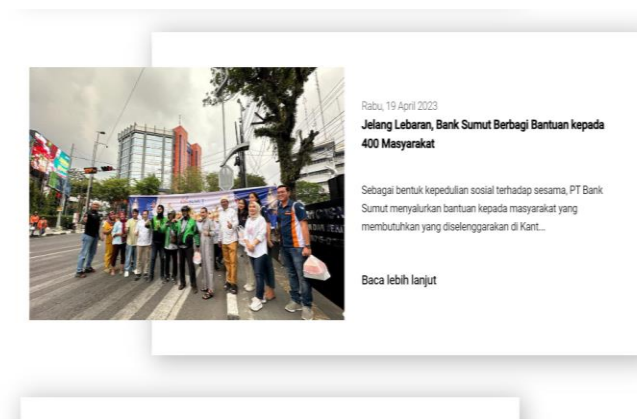 Rabu, 19 April 2023
Jelang Lebaran, Bank Sumut Berbagi Bantuan kepada
400 Masyarakat
Sebagai bentuk kepedulian sosial terhadap sesama, PT Bank
Sumut menyalurkan bantuan kepada masyarakat yang
membutuhkan yang diselenggarakan di Kant...
Baca lebih lanjut